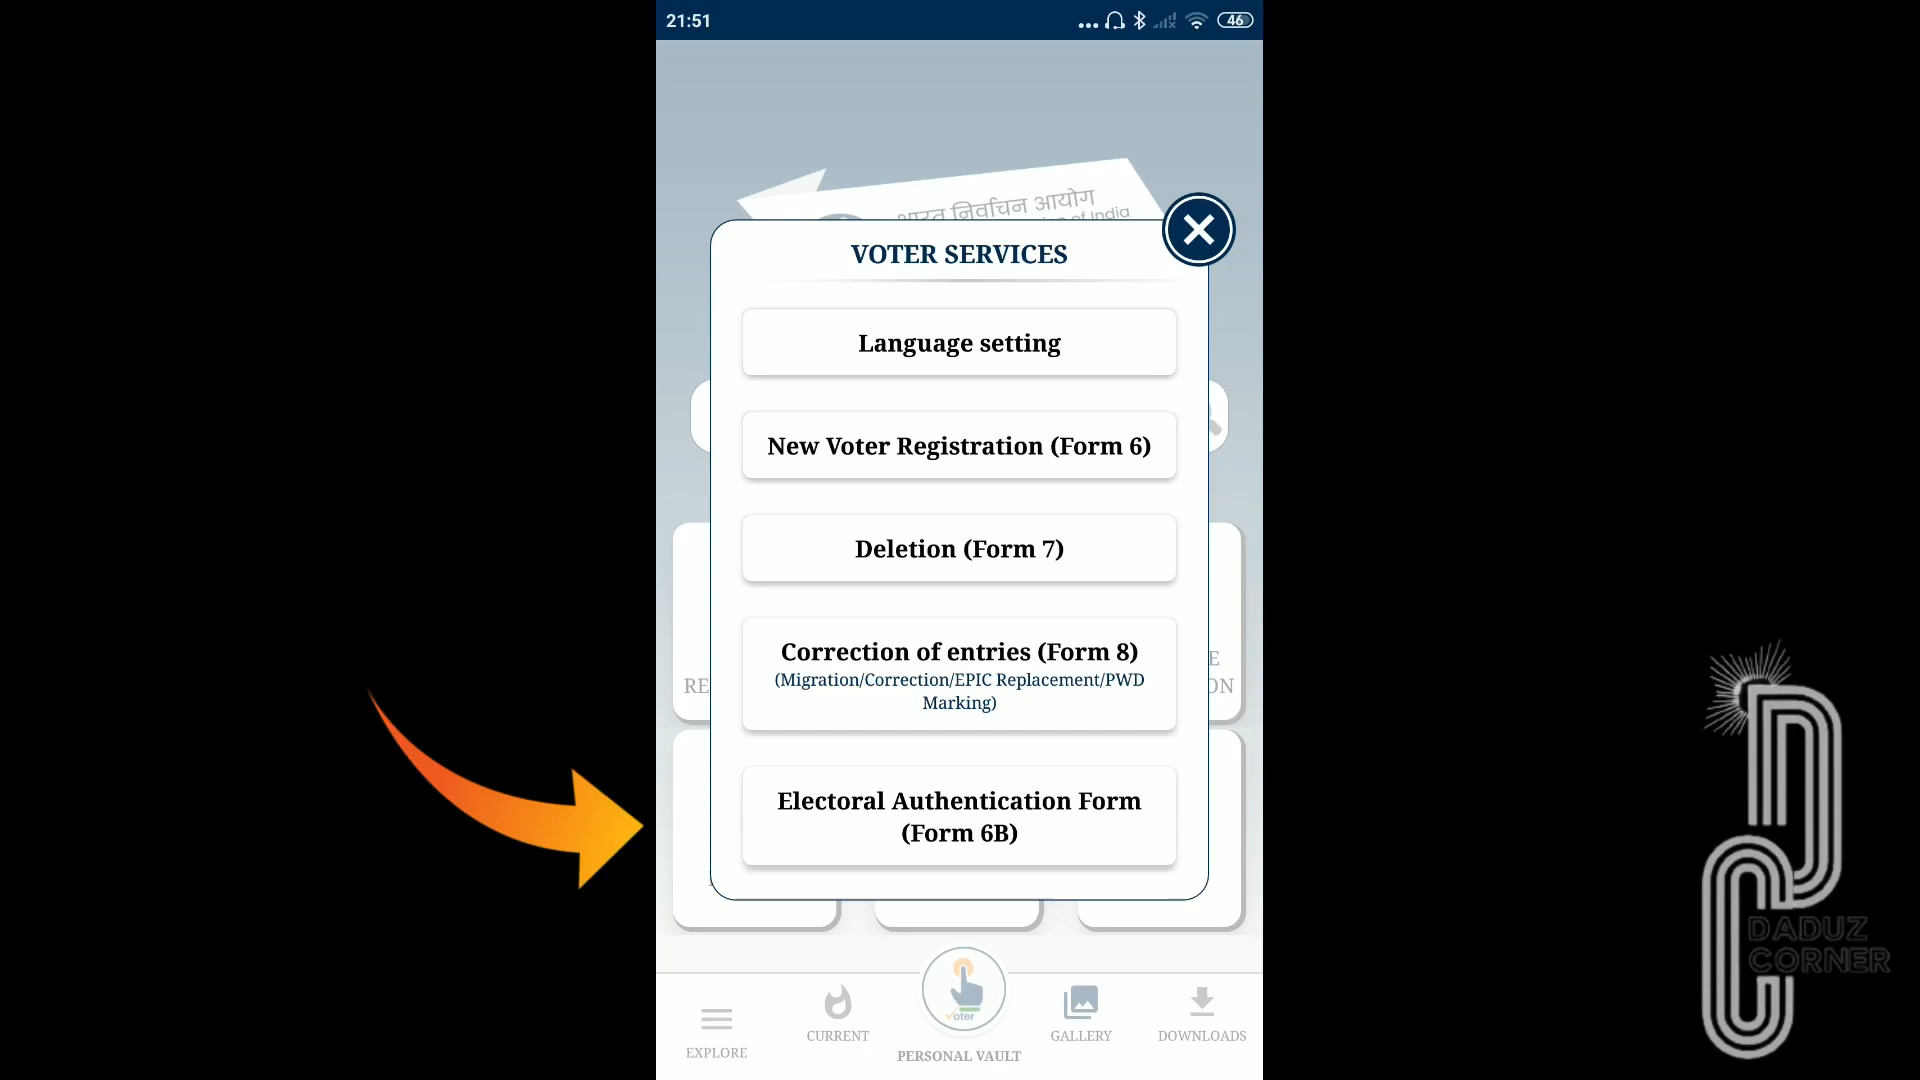 21:51
46
भारत निर्वाचन आयोग
of India
VOTER SERVICES
Language setting
New Voter Registration (Form 6)
Deletion (Form 7)
Correction of entries (Form 8)
(Migration/Correction/EPIC Replacement/PWD
Marking)
E
RE
ON
Electoral Authentication Form
(Form 6B)
DADUZ
CORNER
Voter
EXPLORE
CURRENT
PERSONAL VAULT
GALLERY
DOWNLOADS